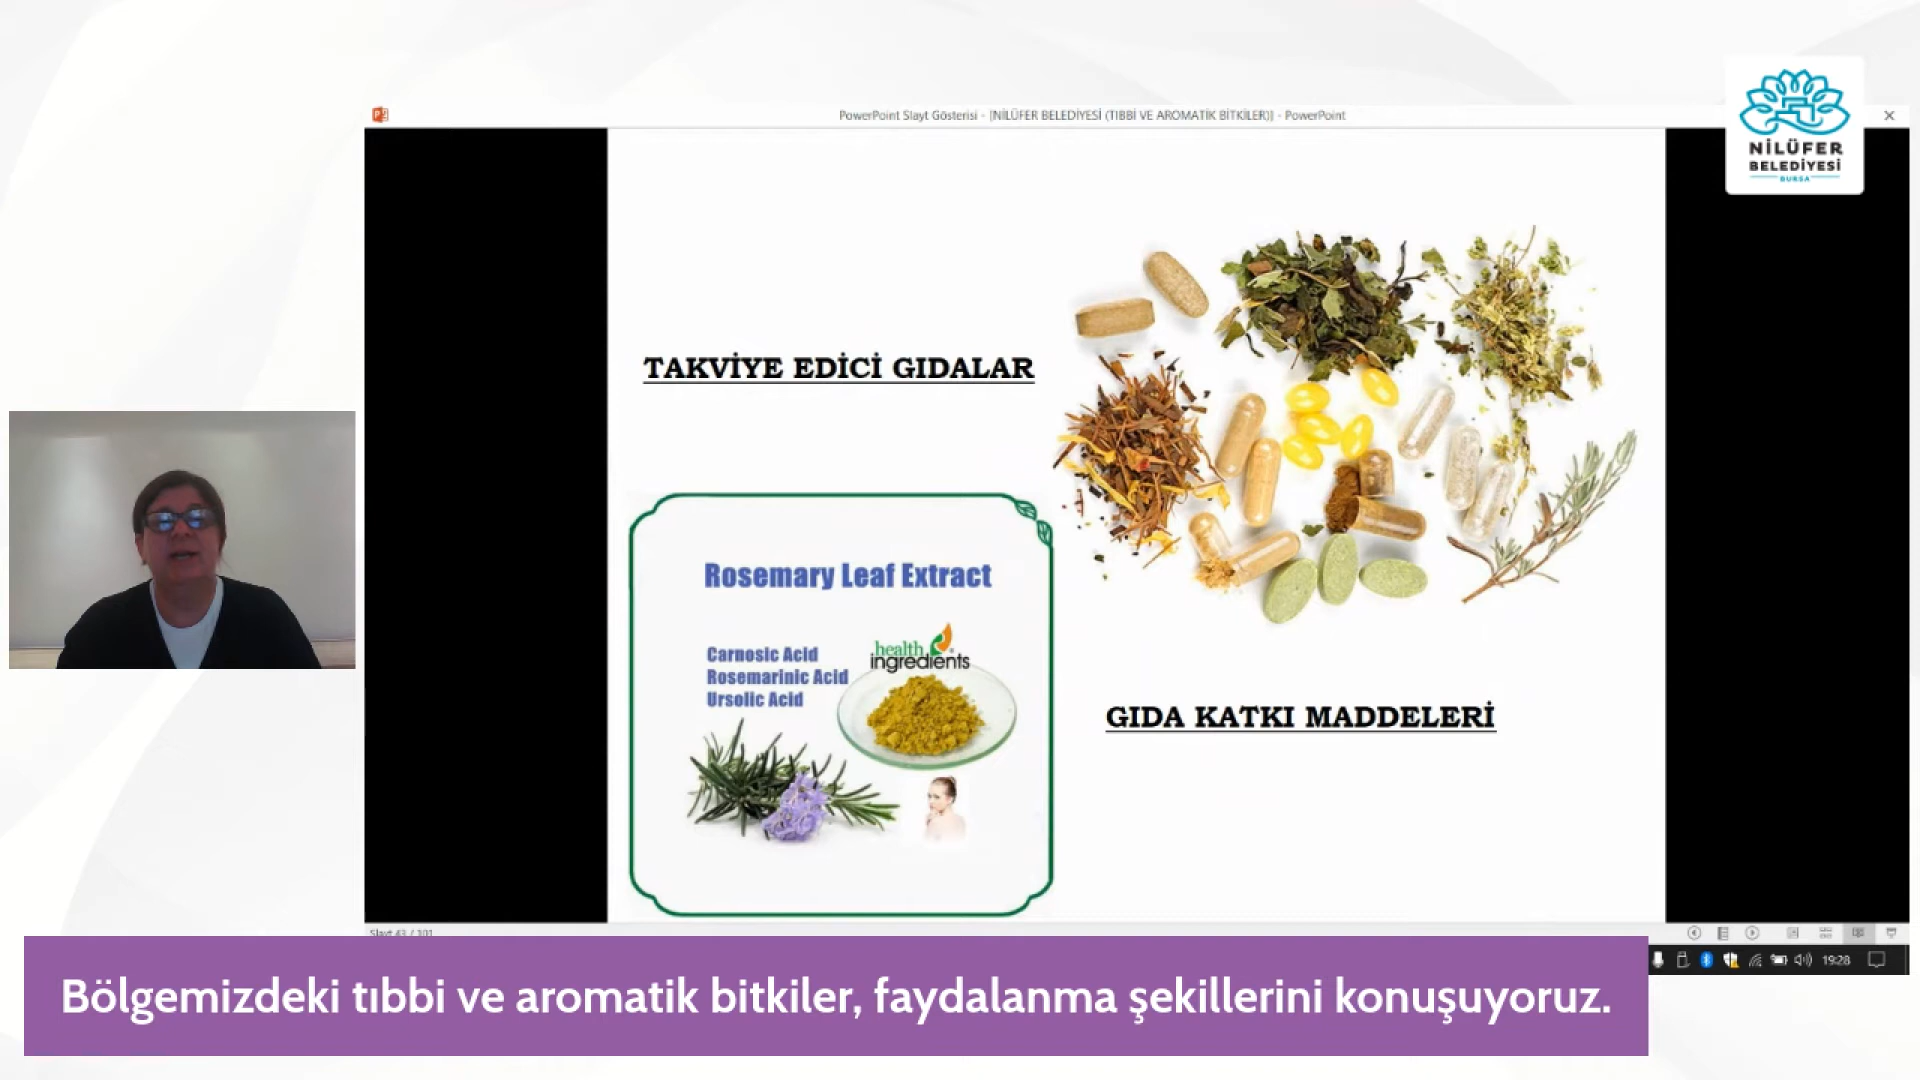 PowerPoint Slayt Gösterisi - [NİLÜFER BELEDİYESİ (TIBBİ VE AROMATİK BİTKİLER)] - PowerPoint
NİLÜFER
BELEDİYESİ
BURSA
TAKVİYE EDİCİ GIDALAR
Rosemary Leaf Extract
health
ingredients
Carnosic Acid
Rosemarinic Acid
Ursolic Acid
GIDA KATKI MADDELERİ
Slayt 43 / 101
19:28
Bölgemizdeki tıbbi ve aromatik bitkiler, faydalanma şekillerini konuşuyoruz.